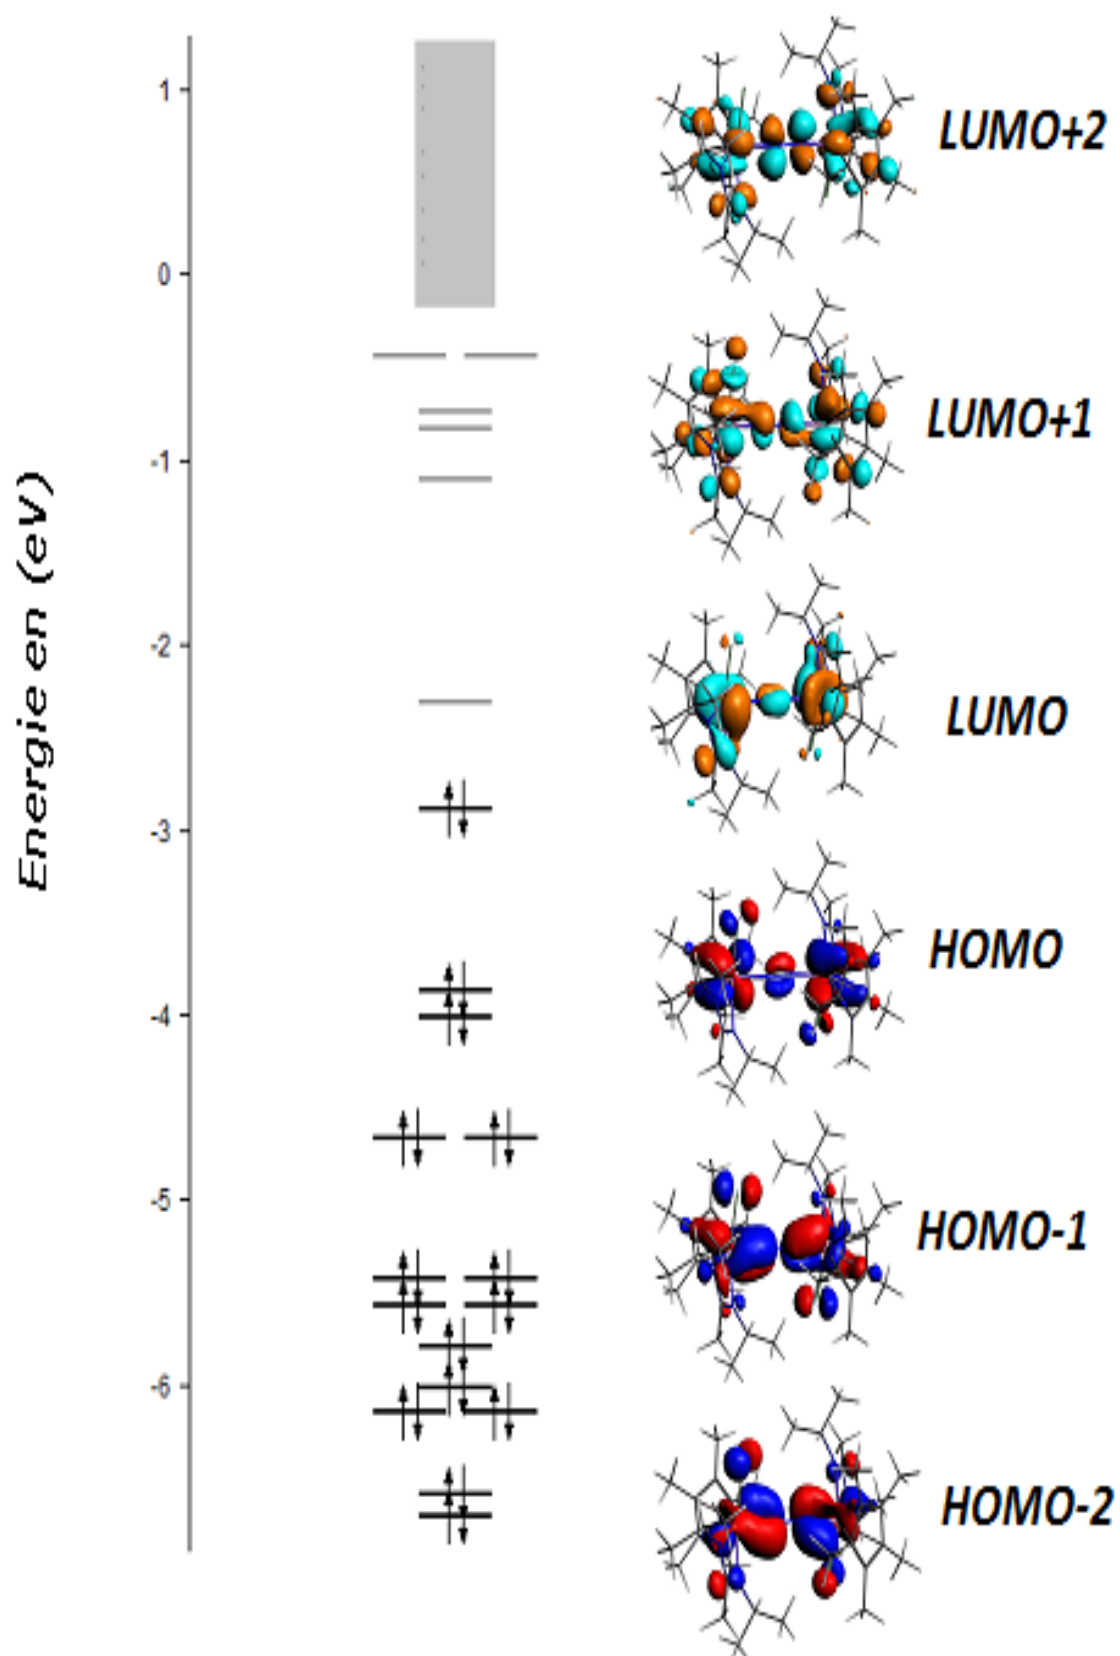 Energie en (eV)
1
0
-1
-2
-3
-4
-5
-6
LUMO+2
LUMO+1
LUMO
HOMO
HOMO-1
HOMO-2